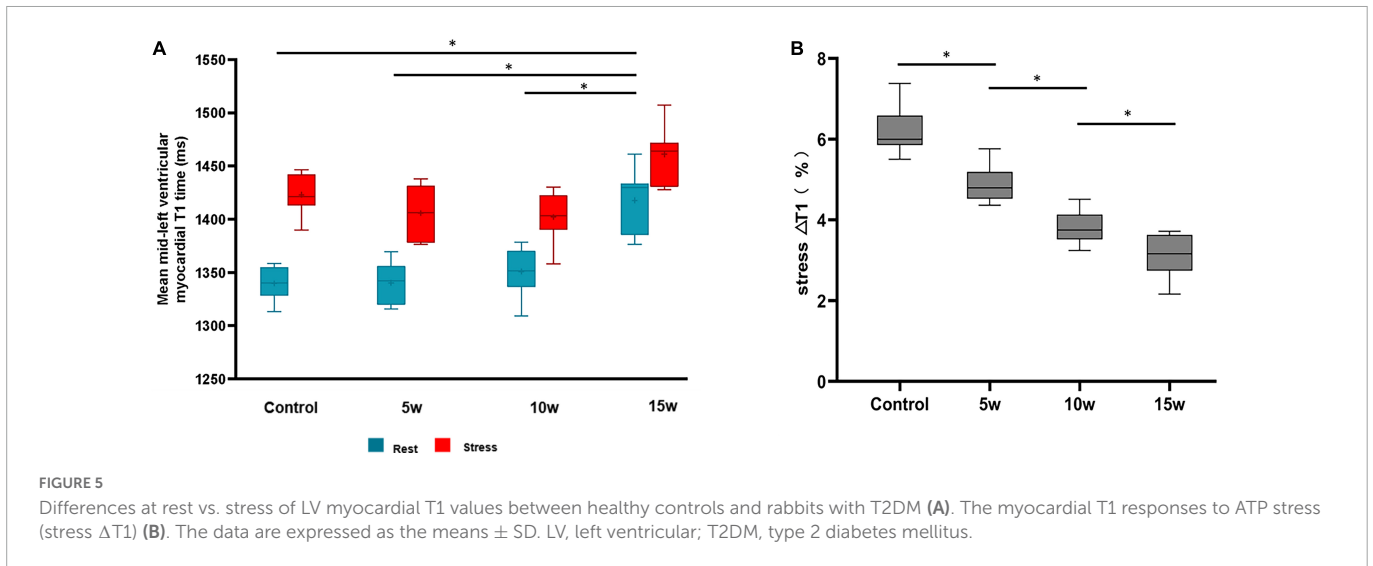 A
Mean mid-left ventricular
myocardial T1 time (ms)
1550
1500
1450
1400
1350
1300
1250
*
*
*
Control
5w
10w
15w
Rest
Stress
B
stress ΔT1( %)
8
6
4
2
0
*
*
*
Control
5w
10w
15w
FIGURE 5
Differences at rest vs. stress of LV myocardial T1 values between healthy controls and rabbits with T2DM (A). The myocardial T1 responses to ATP stress
(stress ΔT1) (B). The data are expressed as the means ± SD. LV, left ventricular; T2DM, type 2 diabetes mellitus.